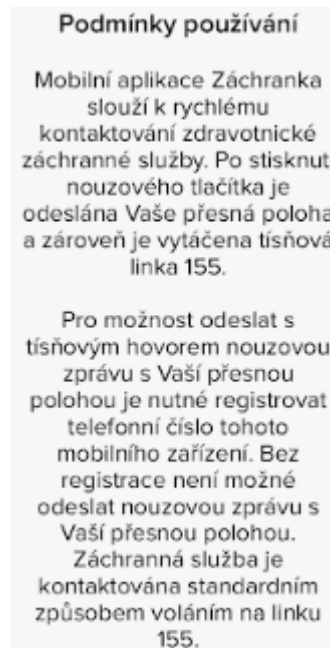 Podmínky používání
Mobilní aplikace Záchranka
slouží k rychlému
kontaktování zdravotnické
záchranné služby. Po stisknut
nouzového tlačítka je
odeslána Vaše přesná poloha
a zároveň je vytáčena tísňová
linka 155.
Pro možnost odeslat s
tísňovým hovorem nouzovou
zprávu s Vaší přesnou
polohou je nutné registrovat
telefonní číslo tohoto
mobilního zařízení. Bez
registrace není možné
odeslat nouzovou zprávu s
Vaší přesnou polohou.
Záchranná služba je
kontaktována standardním
způsobem voláním na linku
155.